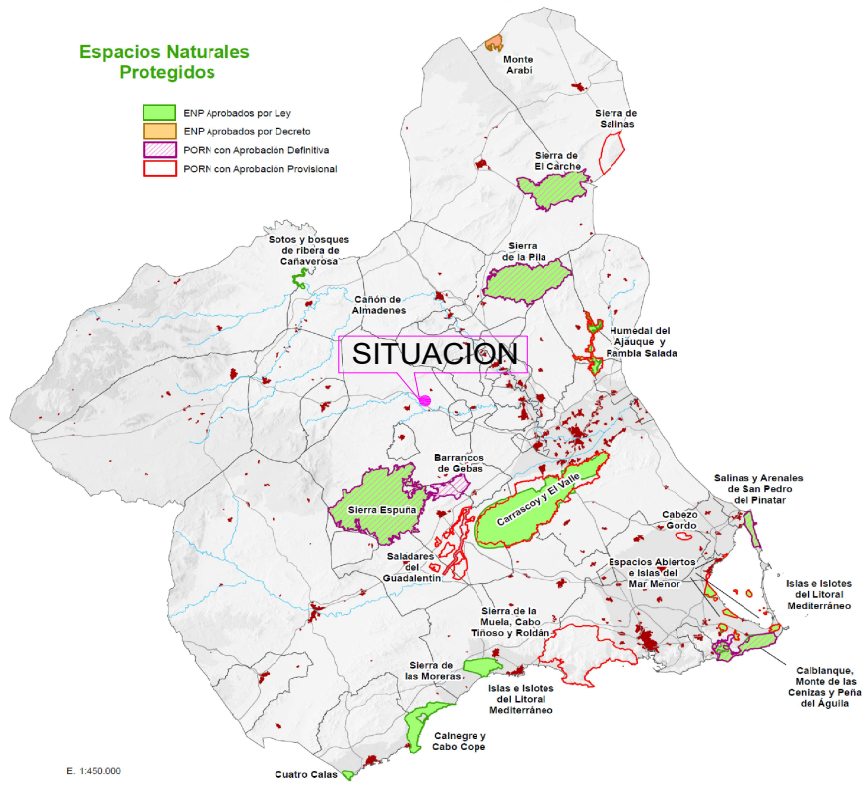 Espacios Naturales
Protegidos
ENP Aprobados por Ley
ENP Aprobados por Decreto
PORN con Aprobación Definitiva
PORN con Aprobación Provisional
Monte
Arabí
Sierra de
Salinas
Sierra de
El Carche
Sotos y bosques
de ribera de
Cañaverosa
Sierra
de la Pila
Cañón de
Almadenes
Humedal del
Ajauque y
Rambla Salada
SITUACION
Barrancos
de Gebas
Sierra Espuña
Carrascoy y El Valle
Salinas y Arenales
de San Pedro
del Pinatar
Cabezo
Gordo
Saladares
del
Guadalentín
Espacios Abiertos
e Islas del
Mar Menor
Islas e Islotes
del Litoral
Mediterráneo
Sierra de la
Muela, Cabo
Tiñoso y Roldán
Sierra de
las Moreras
Islas e Islotes
del Litoral
Mediterráneo
Calblanque,
Monte de las
Cenizas y Peña
del Águila
Calnegre y
Cabo Cope
Cuatro Calas
E. 1:450.000